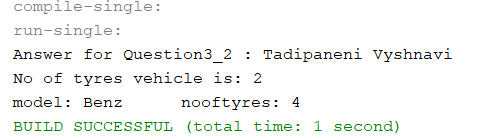 compile-single:
run-single:
Answer for Question3_2 : Tadipaneni Vyshnavi
No of tyres vehicle is: 2
model: Benz      nooftyres: 4
BUILD SUCCESSFUL (total time: 1 second)